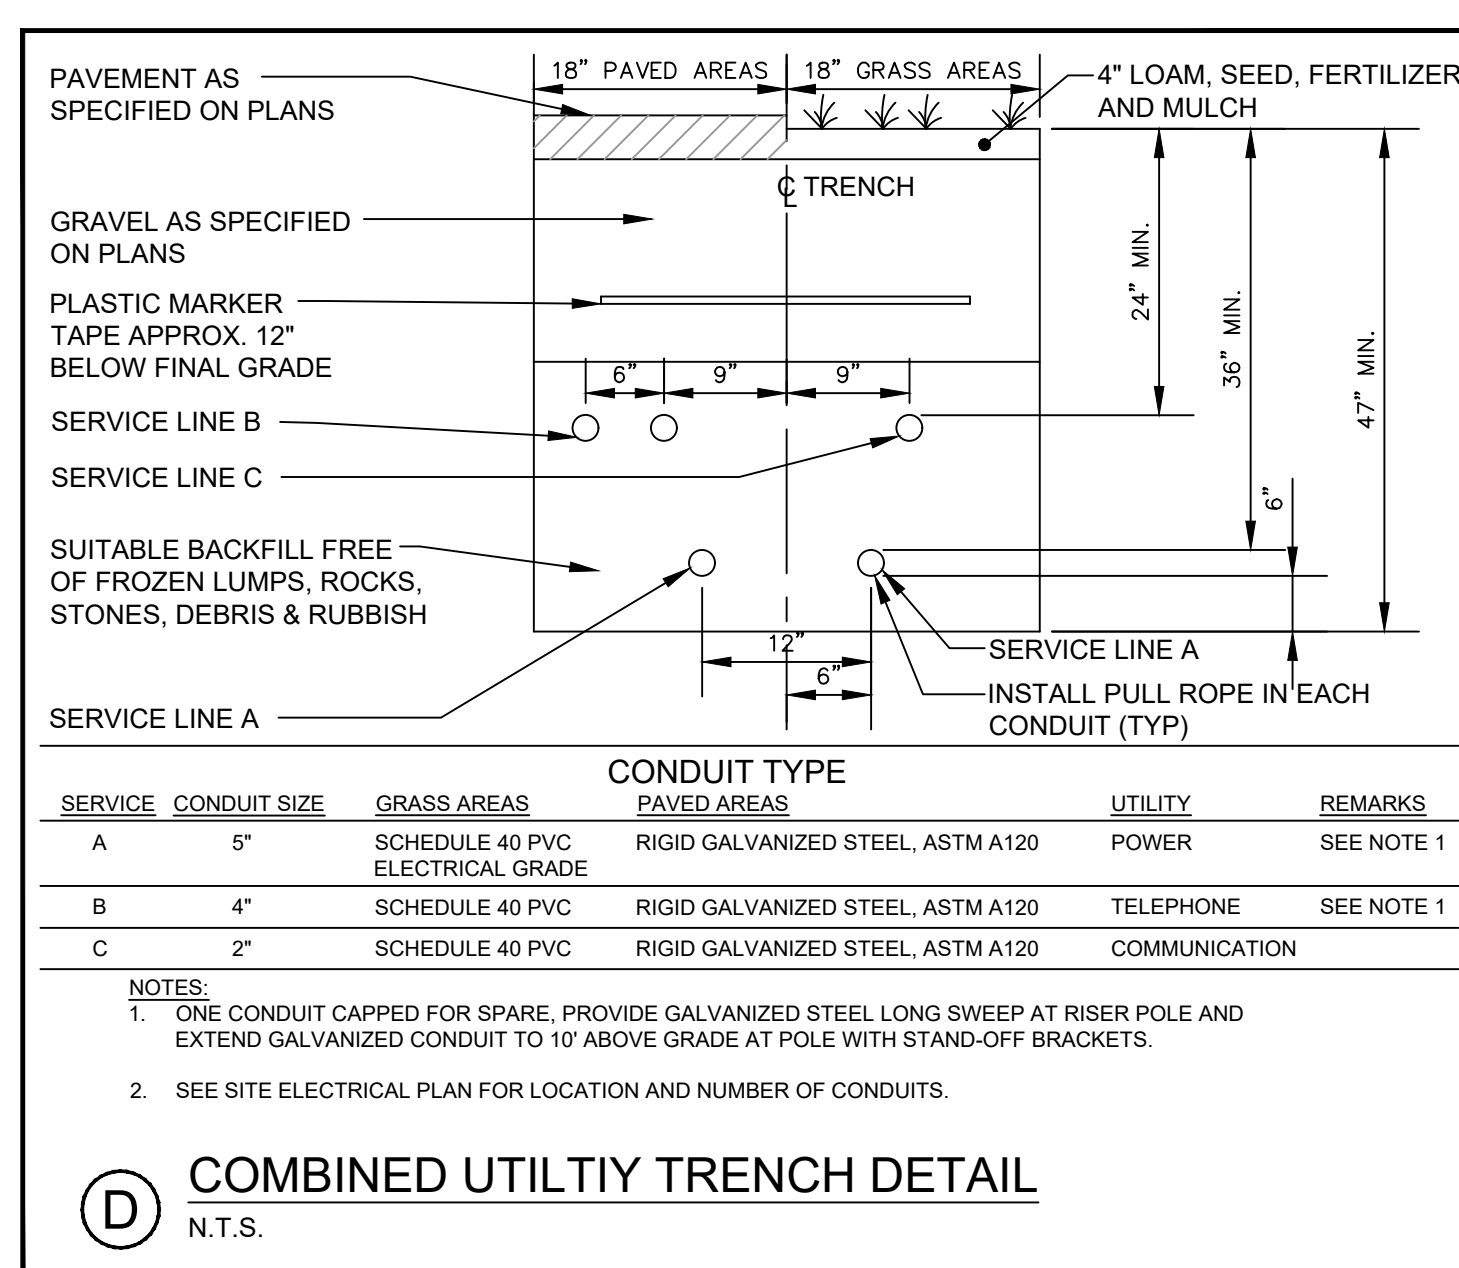 18" PAVED AREAS
18" GRASS AREAS
PAVEMENT AS
SPECIFIED ON PLANS
4" LOAM, SEED, FERTILIZER
AND MULCH
℄ TRENCH
GRAVEL AS SPECIFIED
ON PLANS
PLASTIC MARKER
TAPE APPROX. 12"
BELOW FINAL GRADE
24" MIN.
36" MIN.
47" MIN.
6"
9"
9"
SERVICE LINE B
SERVICE LINE C
6"
SUITABLE BACKFILL FREE
OF FROZEN LUMPS, ROCKS,
STONES, DEBRIS & RUBBISH
12"
6"
SERVICE LINE A
INSTALL PULL ROPE IN EACH
CONDUIT (TYP)
SERVICE LINE A
CONDUIT TYPE
SERVICE CONDUIT SIZE GRASS AREAS PAVED AREAS UTILITY REMARKS
A 5" SCHEDULE 40 PVC RIGID GALVANIZED STEEL, ASTM A120 POWER SEE NOTE 1
ELECTRICAL GRADE
B 4" SCHEDULE 40 PVC RIGID GALVANIZED STEEL, ASTM A120 TELEPHONE SEE NOTE 1
C 2" SCHEDULE 40 PVC RIGID GALVANIZED STEEL, ASTM A120 COMMUNICATION
NOTES:
1. ONE CONDUIT CAPPED FOR SPARE, PROVIDE GALVANIZED STEEL LONG SWEEP AT RISER POLE AND
EXTEND GALVANIZED CONDUIT TO 10' ABOVE GRADE AT POLE WITH STAND-OFF BRACKETS.
2. SEE SITE ELECTRICAL PLAN FOR LOCATION AND NUMBER OF CONDUITS.
D
COMBINED UTILTIY TRENCH DETAIL
N.T.S.